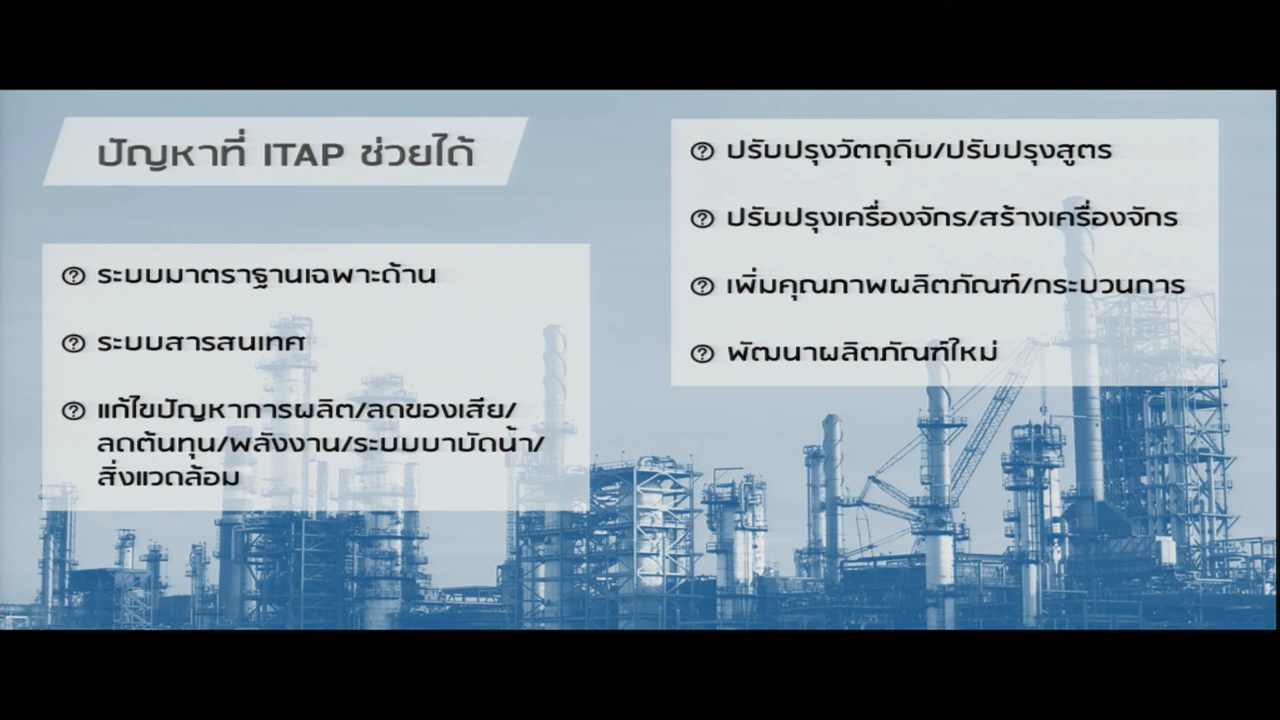 ปัญหาที่ ITAP ช่วยได้
ระบบมาตราฐานเฉพาะด้าน
ระบบสารสนเทศ
แก้ไขปัญหาการผลิต/ลดของเสีย/
ลดต้นทุน/พลังงาน/ระบบบาบัดน้ำ/
สิ่งแวดล้อม
ปรับปรุงวัตถุดิบ/ปรับปรุงสูตร
ปรับปรุงเครื่องจักร/สร้างเครื่องจักร
เพิ่มคุณภาพผลิตภัณฑ์/กระบวนการ
พัฒนาผลิตภัณฑ์ใหม่